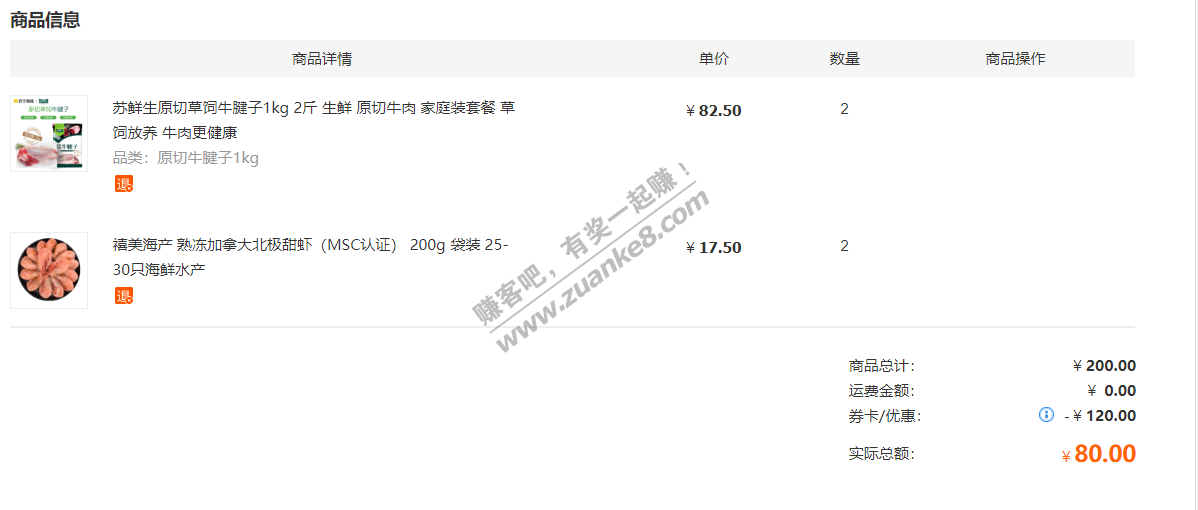 商品信息
商品详情 单价 数量 商品操作
苏鲜生原切草饲牛腱子1kg 2斤 生鲜 原切牛肉 家庭装套餐 草 ¥ 82.50 2
饲放养 牛肉更健康
品类：原切牛腱子1kg
退
禧美海产 熟冻加拿大北极甜虾（MSC认证） 200g 袋装 25- ¥ 17.50 2
30只海鲜水产
退
赚客吧，有奖一起赚！
www.zuanke8.com
商品总计： ¥ 200.00
运费金额： ¥ 0.00
券卡/优惠： - ¥ 120.00
实际总额： ¥ 80.00